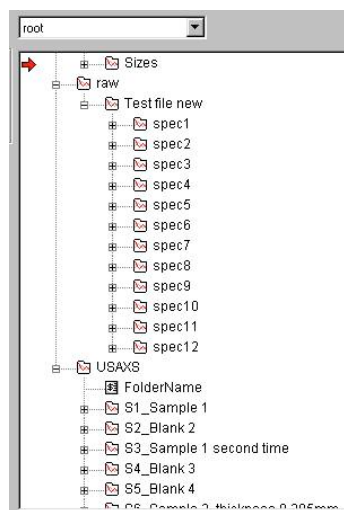 root
Sizes
raw
Test file new
spec1
spec2
spec3
spec4
spec5
spec6
spec7
spec8
spec9
spec10
spec11
spec12
USAXS
FolderName
S1_Sample 1
S2_Blank 2
S3_Sample 1 second time
S4_Blank 3
S5_Blank 4